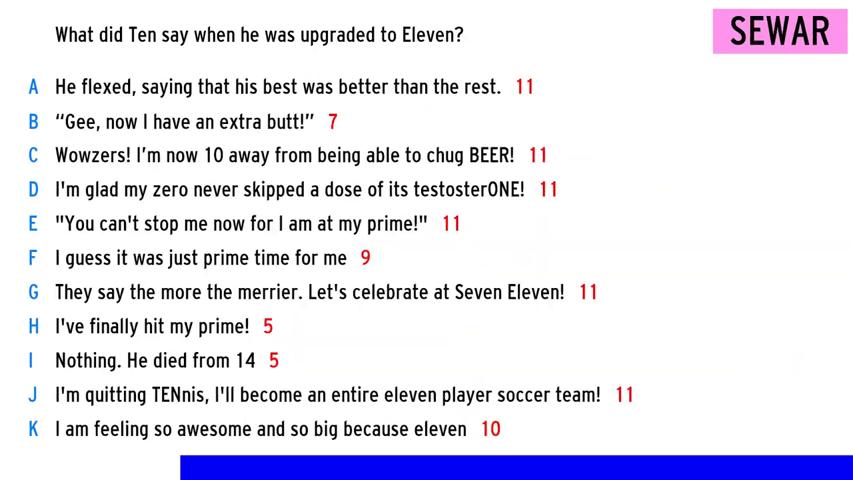 What did Ten say when he was upgraded to Eleven?
SEWAR
A He flexed, saying that his best was better than the rest. 11
B “Gee, now I have an extra butt!” 7
C Wowzers! I’m now 10 away from being able to chug BEER! 11
D I'm glad my zero never skipped a dose of its testosterONE! 11
E "You can't stop me now for I am at my prime!" 11
F I guess it was just prime time for me 9
G They say the more the merrier. Let's celebrate at Seven Eleven! 11
H I've finally hit my prime! 5
I Nothing. He died from 14 5
J I'm quitting TENnis, I'll become an entire eleven player soccer team! 11
K I am feeling so awesome and so big because eleven 10